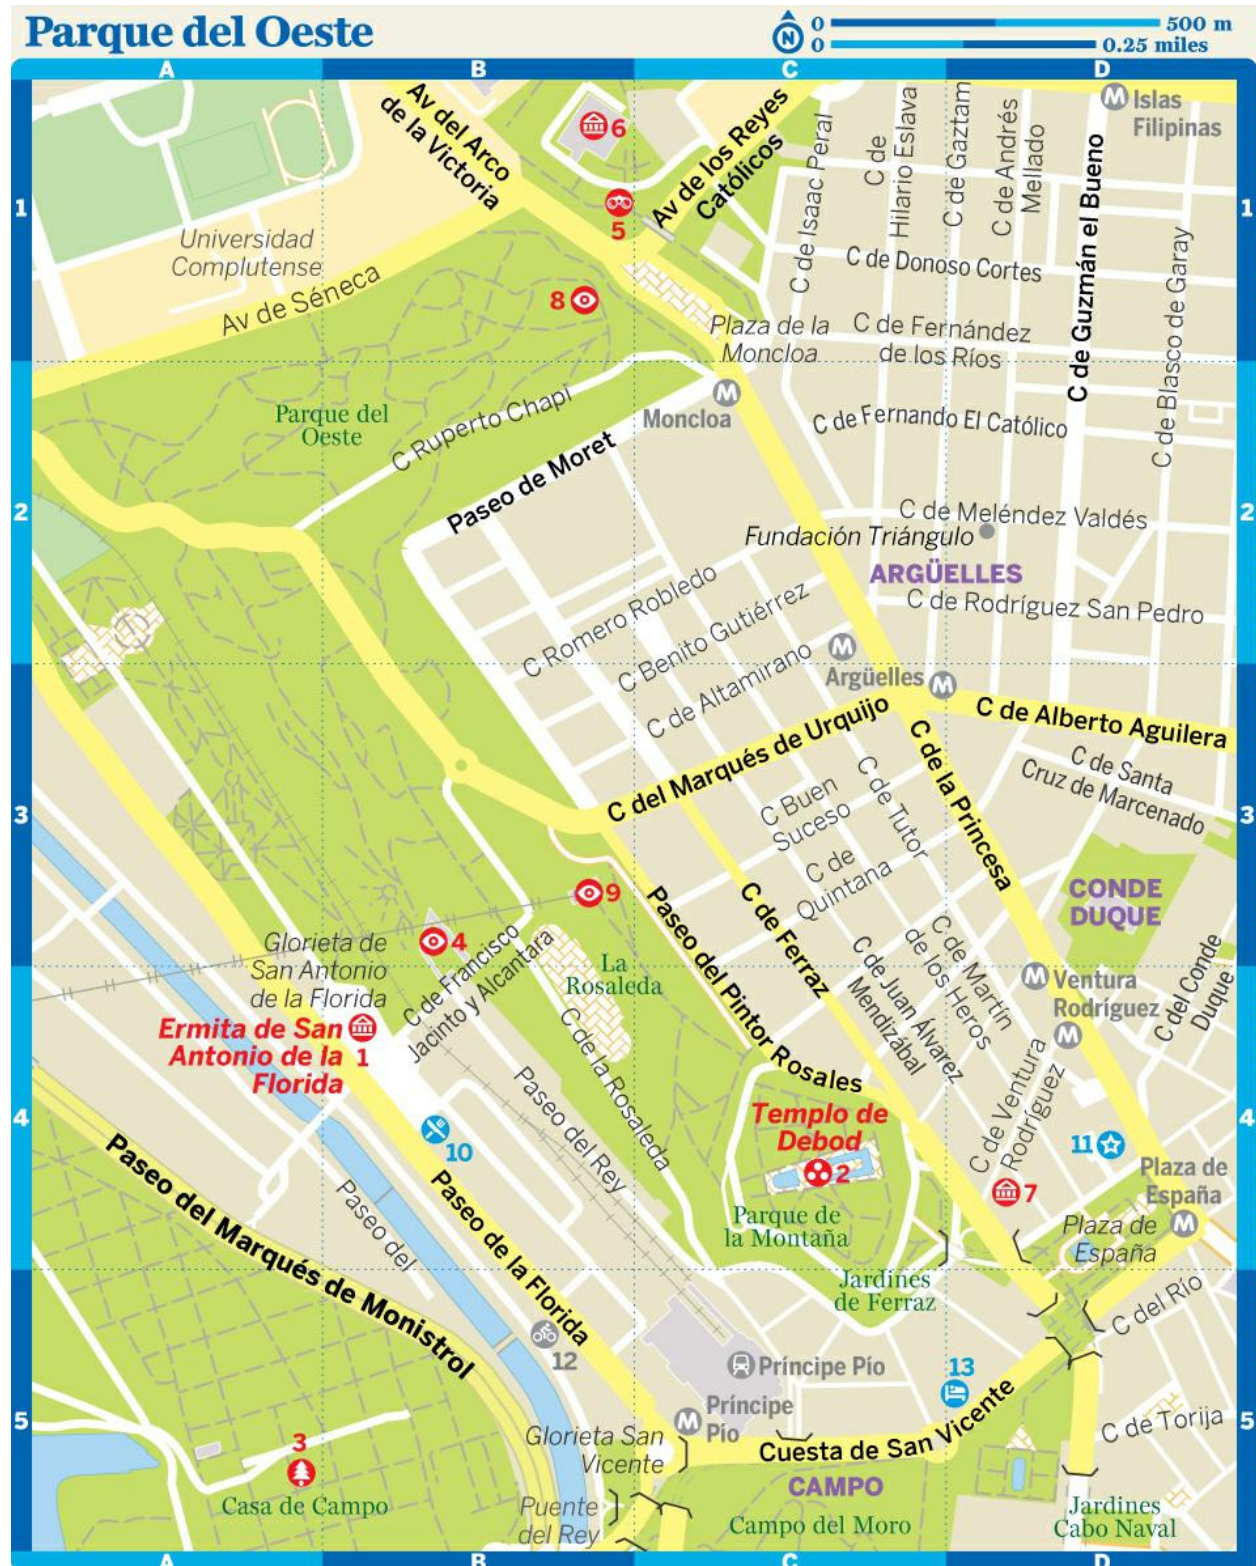 Parque del Oeste
0 500 m
0 0.25 miles
N
A B C D
1 1
2 2
3 3
4 4
5 5
A B C D
Av del Arco
de la Victoria
6
Av de los Reyes
Católicos
5
C de Isaac Peral
C de
Hilario Eslava
C de Gaztam
C de Andrés
Mellado
M Islas
Filipinas
C de Guzmán el Bueno
C de Blasco de Garay
Universidad
Complutense
Av de Séneca
8
C de Donoso Cortes
Plaza de la
Moncloa
C de Fernández
de los Ríos
Parque del
Oeste
C Ruperto Chapi
Paseo de Moret
M
Moncloa
C de Fernando El Católico
C de Meléndez Valdés
Fundación Triángulo
ARGÜELLES
C de Rodríguez San Pedro
C Romero Robledo
C Benito Gutiérrez
C de Altamirano
M
Argüelles M
C del Marqués de Urquijo
C de Alberto Aguilera
C de la Princesa
C de Santa
Cruz de Marcenado
C Buen
Suceso
C de Tutor
C de
Quintana
9
Paseo del Pintor Rosales
C de Ferraz
CONDE
DUQUE
4
Glorieta de
San Antonio
de la Florida
C de Francisco
Jacinto y Alcantara
La
Rosaleda
C de Juan Álvarez
Mendizábal
C de Martín
de los Heros
M Ventura
Rodríguez
M
C del Conde
Duque
Ermita de San
Antonio de la
Florida
1
C de la Rosaleda
Paseo del Rey
Templo de
Debod
2
C de Ventura
Rodríguez
11
10
7
Plaza de
España
M
Plaza de
España
Paseo del Marqués de Monistrol
Paseo del
Paseo de la Florida
Parque de
la Montaña
Jardines
de Ferraz
C del Río
12
Príncipe Pío
13
M Príncipe
Pío
Glorieta San
Vicente
Cuesta de San Vicente
C de Torija
3
Casa de Campo
Puente
del Rey
CAMPO
Campo del Moro
Jardines
Cabo Naval